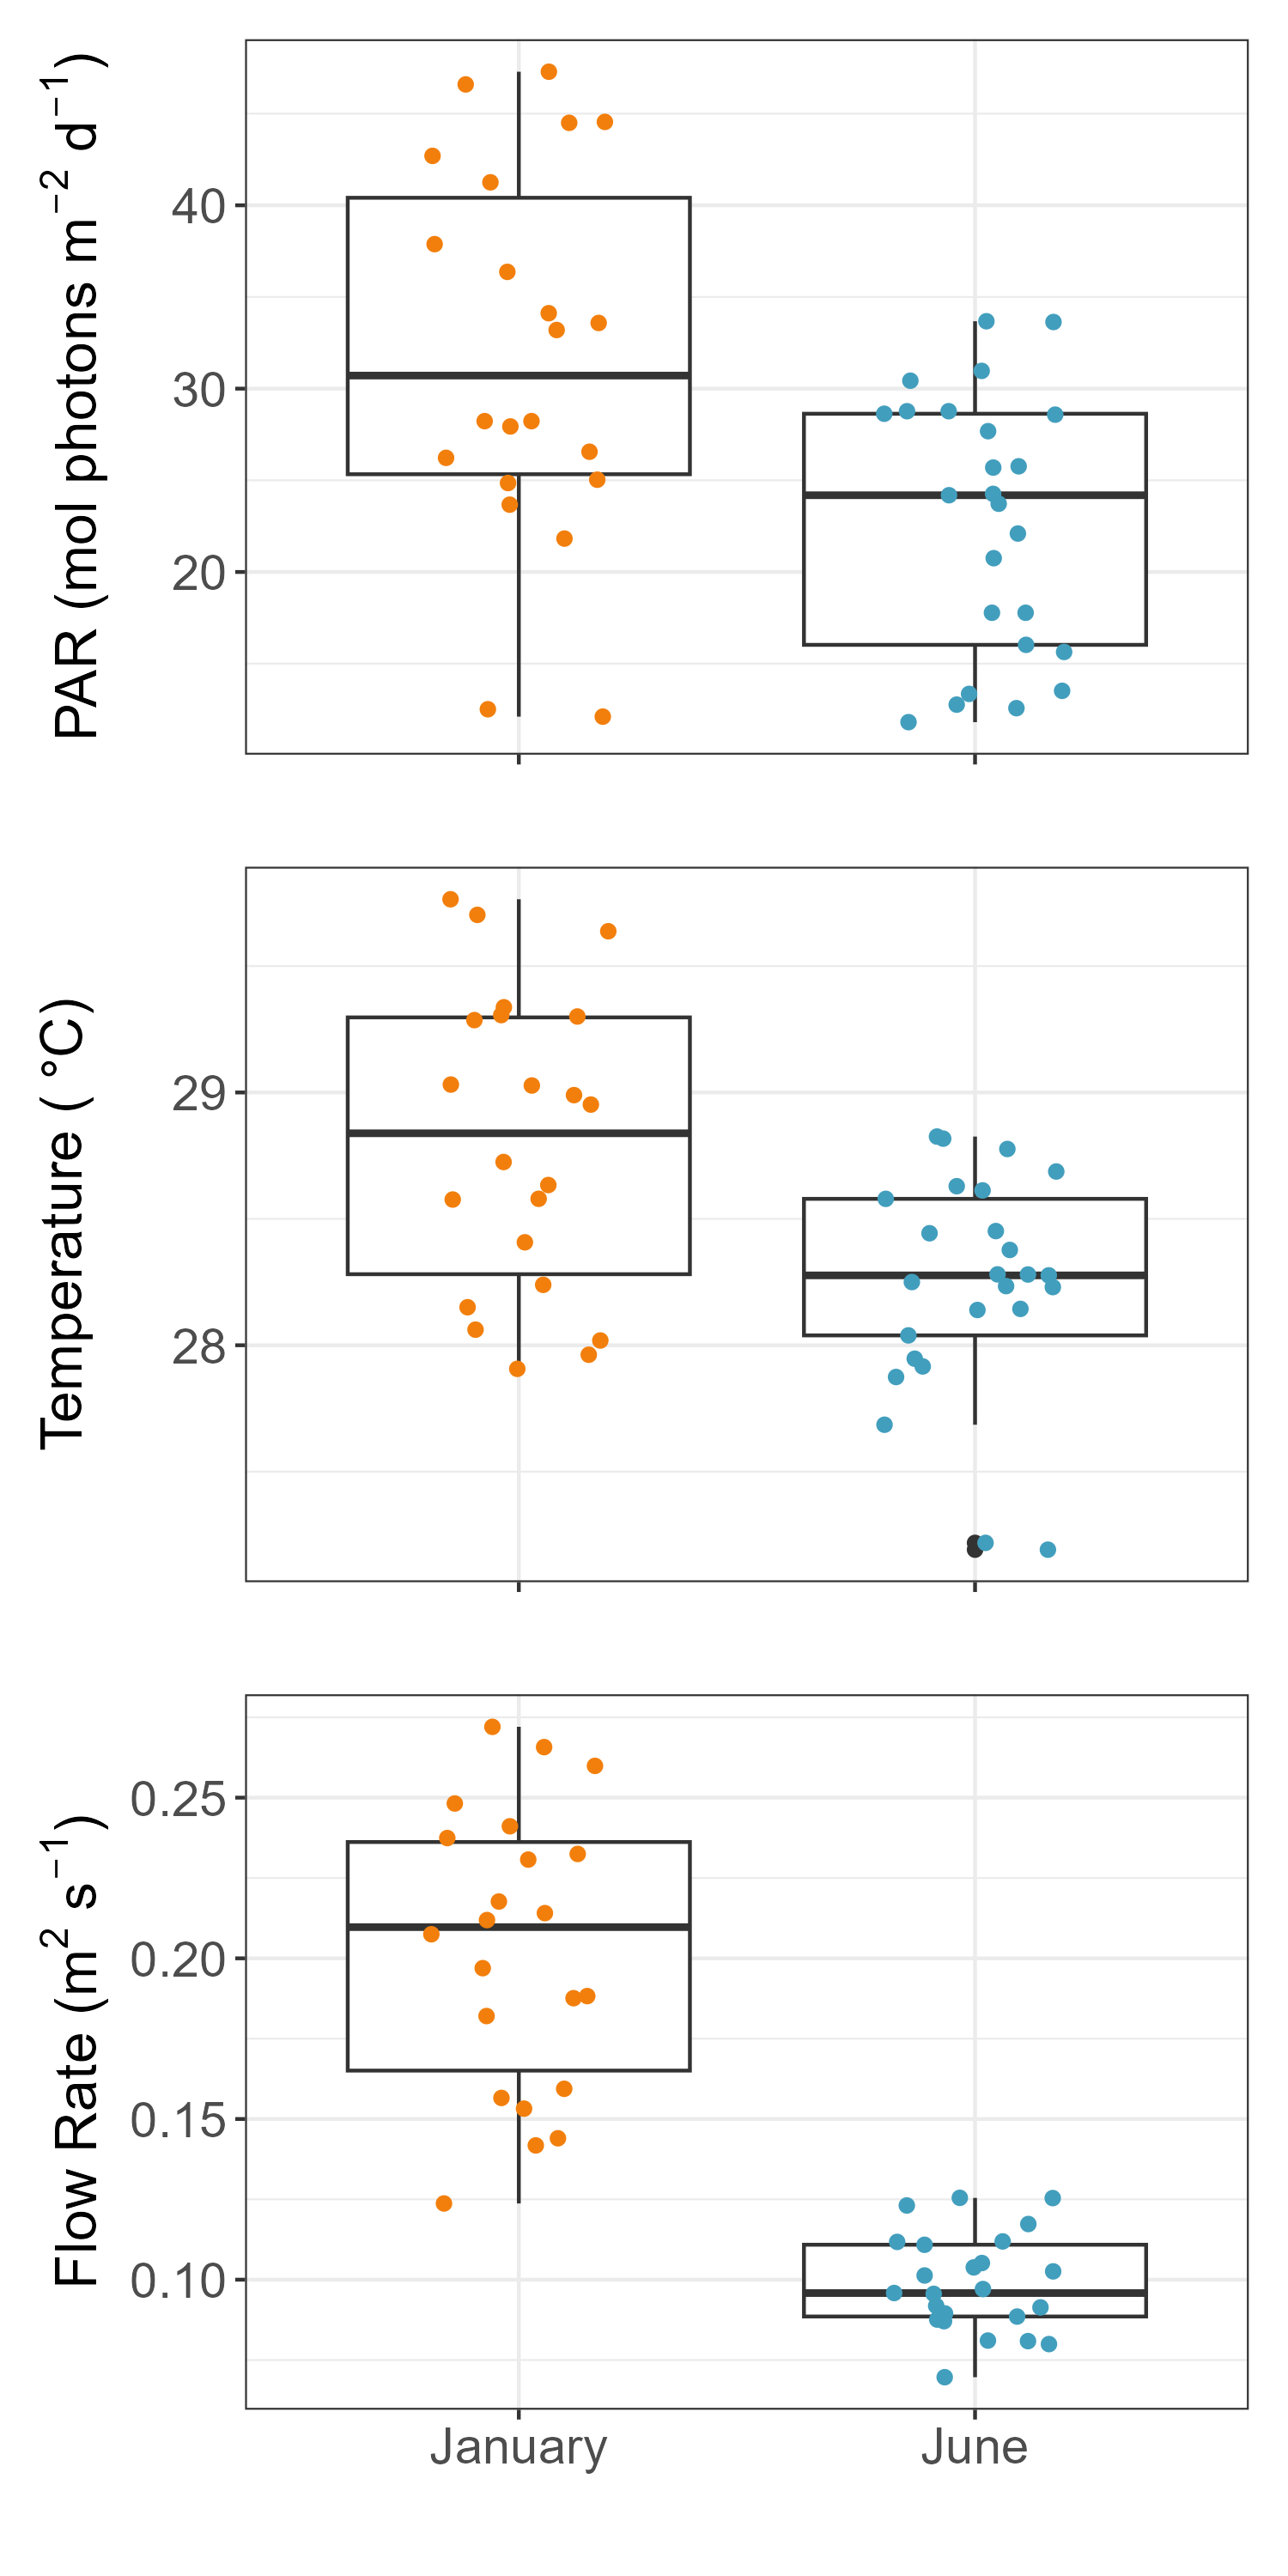 PAR (mol photons m⁻² d⁻¹)
40
30
20
Temperature ( °C)
29
28
Flow Rate (m² s⁻¹)
0.25
0.20
0.15
0.10
January June